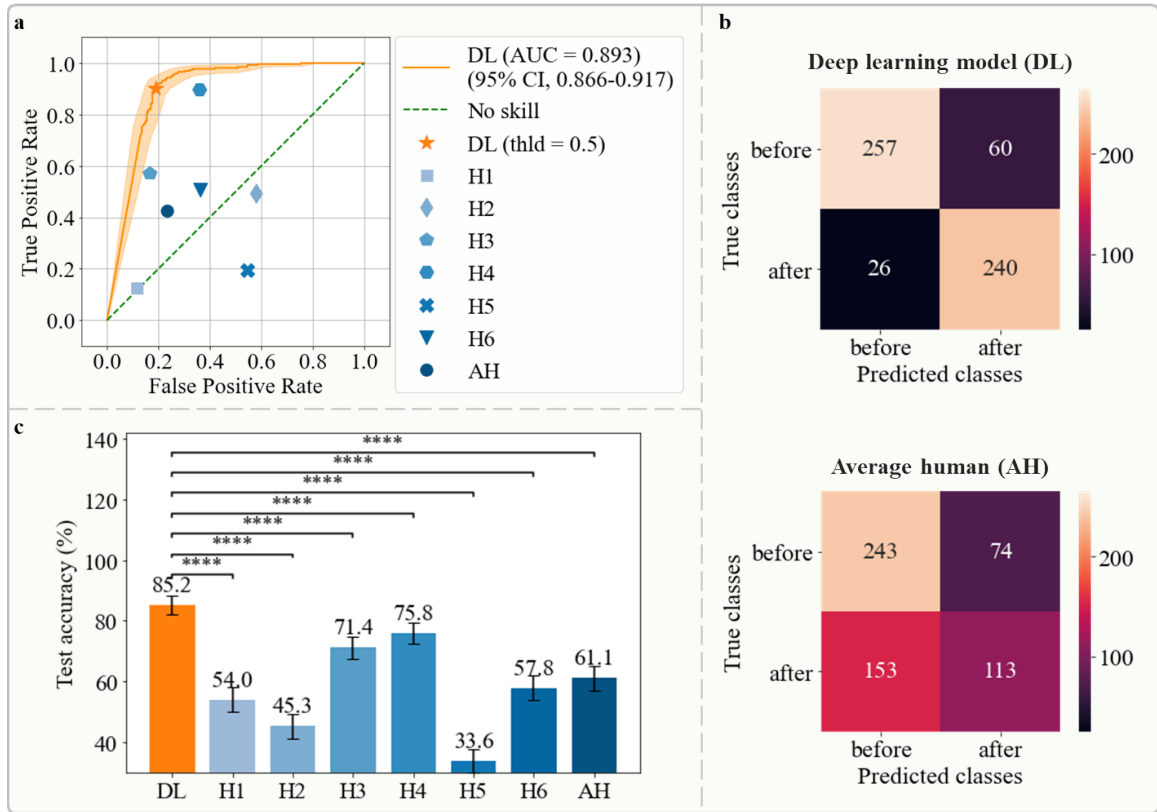 a
1.0
0.8
0.6
0.4
0.2
0.0
True Positive Rate
0.0 0.2 0.4 0.6 0.8 1.0
False Positive Rate
DL (AUC = 0.893)
(95% CI, 0.866-0.917)
No skill
DL (thld = 0.5)
H1
H2
H3
H4
H5
H6
AH
b
Deep learning model (DL)
True classes
before
after
257 60
26 240
before after
Predicted classes
200
100
Average human (AH)
True classes
before
after
243 74
153 113
before after
Predicted classes
200
100
c
Test accuracy (%)
140
120
100
80
60
40
****
****
****
****
****
****
****
85.2
54.0
45.3
71.4
75.8
33.6
57.8
61.1
DL H1 H2 H3 H4 H5 H6 AH